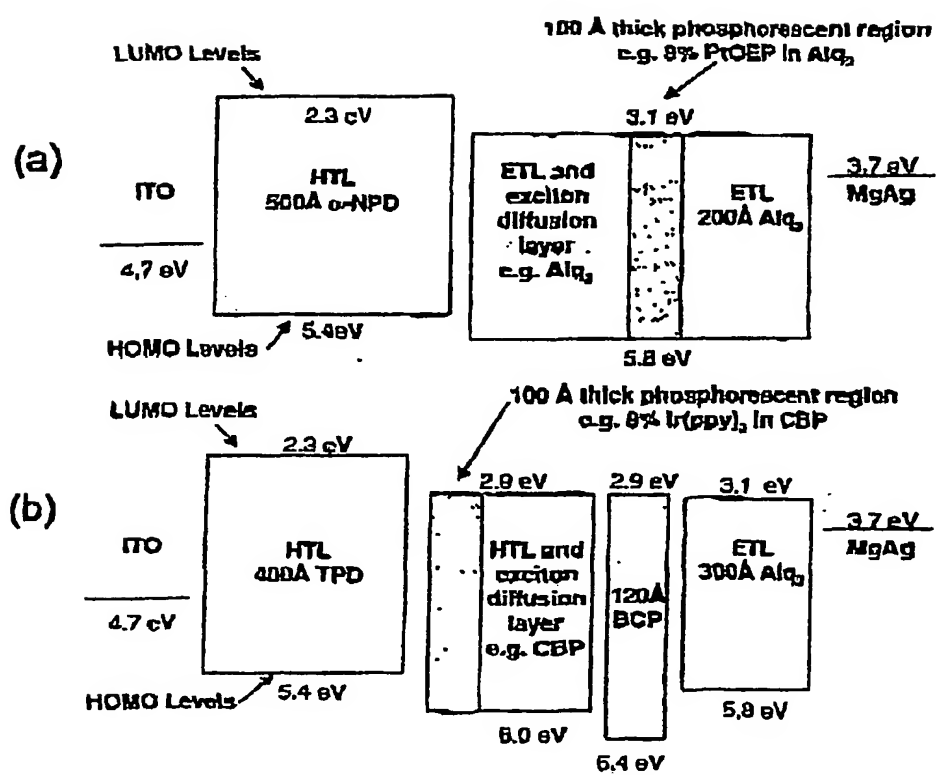 100 Å thick phosphorescent region
e.g. 8% PtOEP in Alq₃
LUMO Levels
2.3 eV
3.1 eV
(a)
ITO
HTL
500Å α-NPD
ETL and
exciton
diffusion
layer
e.g. Alq₃
ETL
200Å Alq₃
3.7 eV
MgAg
4.7 eV
HOMO Levels
5.4eV
5.8 eV
100 Å thick phosphorescent region
e.g. 8% Ir(ppy)₃ in CBP
LUMO Levels
2.3 eV
2.9 eV
2.9 eV
3.1 eV
(b)
ITO
HTL
400Å TPD
HTL and
exciton
diffusion
layer
e.g. CBP
120Å
BCP
ETL
300Å Alq₃
3.7 eV
MgAg
4.7 eV
HOMO Levels
5.4 eV
6.0 eV
6.4 eV
5.8 eV